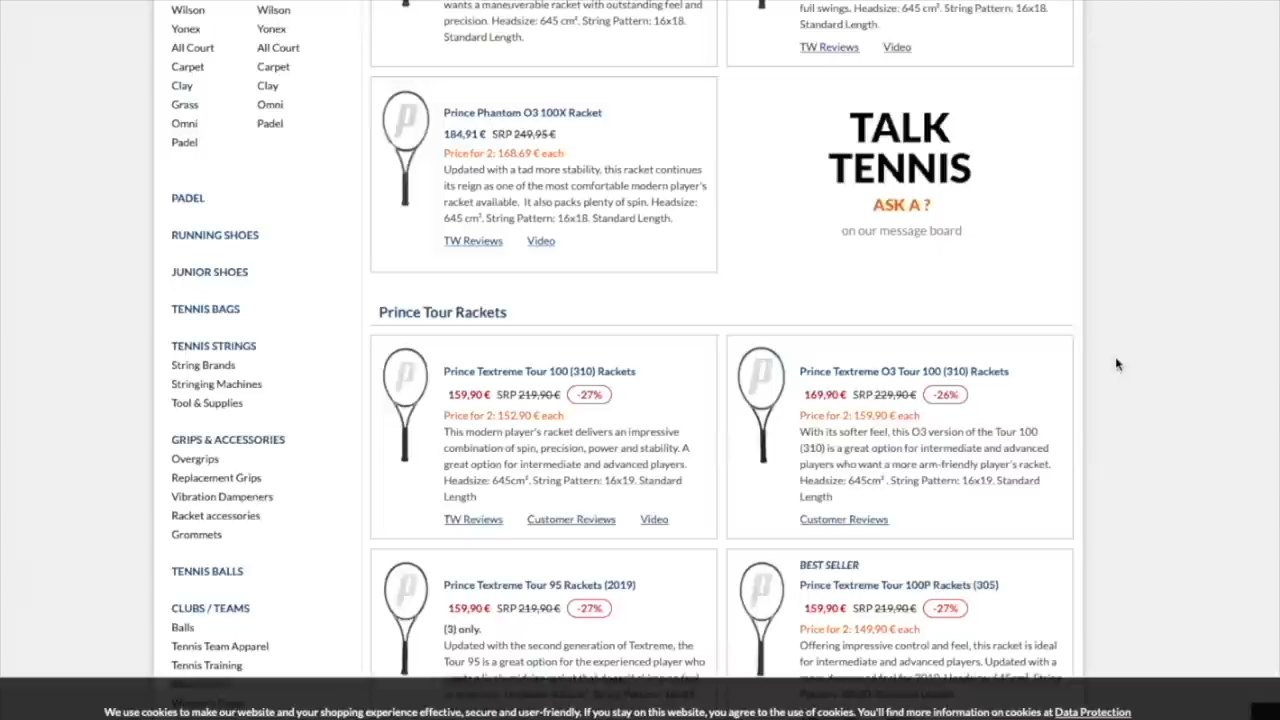 Wilson
Yonex
All Court
Carpet
Clay
Grass
Omni
Padel
Wilson
Yonex
All Court
Carpet
Clay
Omni
Padel
PADEL
RUNNING SHOES
JUNIOR SHOES
TENNIS BAGS
TENNIS STRINGS
String Brands
Stringing Machines
Tool & Supplies
GRIPS & ACCESSORIES
Overgrips
Replacement Grips
Vibration Dampeners
Racket accessories
Grommets
TENNIS BALLS
CLUBS / TEAMS
Balls
Tennis Team Apparel
Tennis Training
wants a maneuverable racket with outstanding feel and
precision. Headsize: 645 cm². String Pattern: 16x18.
Standard Length.
full swings. Headsize: 645 cm². String Pattern: 16x18.
Standard Length.
TW Reviews Video
Prince Phantom O3 100X Racket
184,91 € SRP 249,95 €
Price for 2: 168,69 € each
Updated with a tad more stability, this racket continues
its reign as one of the most comfortable modern player's
racket available. It also packs plenty of spin. Headsize:
645 cm². String Pattern: 16x18. Standard Length.
TW Reviews Video
TALK
TENNIS
ASK A ?
on our message board
Prince Tour Rackets
Prince Textreme Tour 100 (310) Rackets
159,90 € SRP 219,90 € -27%
Price for 2: 152,90 € each
This modern player's racket delivers an impressive
combination of spin, precision, power and stability. A
great option for intermediate and advanced players.
Headsize: 645cm². String Pattern: 16x19. Standard
Length
TW Reviews Customer Reviews Video
Prince Textreme O3 Tour 100 (310) Rackets
169,90 € SRP 229,90 € -26%
Price for 2: 159,90 € each
With its softer feel, this O3 version of the Tour 100
(310) is a great option for intermediate and advanced
players who want a more arm-friendly player's racket.
Headsize: 645cm² . String Pattern: 16x19. Standard
Length
Customer Reviews
Prince Textreme Tour 95 Rackets (2019)
159,90 € SRP 219,90 € -27%
(3) only.
Updated with the second generation of Textreme, the
Tour 95 is a great option for the experienced player who
BEST SELLER
Prince Textreme Tour 100P Rackets (305)
159,90 € SRP 219,90 € -27%
Price for 2: 149,90 € each
Offering impressive control and feel, this racket is ideal
for intermediate and advanced players. Updated with a
We use cookies to make our website and your shopping experience effective, secure and user-friendly. If you stay on this website, you agree to the use of cookies. You'll find more information on cookies at Data Protection